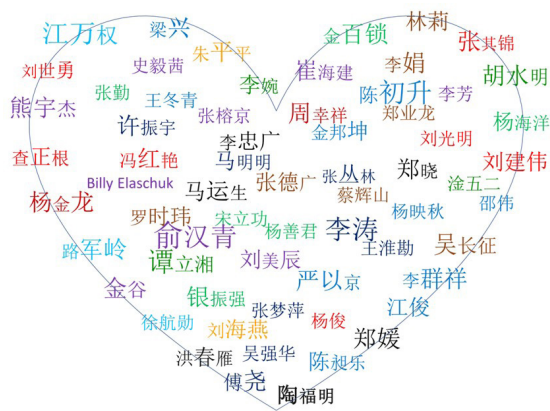 林莉
江万权
梁兴
金百锁
张其锦
朱平平
刘世勇
史毅茜
崔海建
李娟
胡水明
李婉
张勤
王冬青
陈初升
李芳
熊宇杰
张榕京
周幸祥
郑业龙
杨海洋
许振宇
李忠广
金邦坤
刘光明
查正根
冯红艳
马明明
张丛林
郑晓
刘建伟
Billy Elaschuk
马运生
张德广
蔡辉山
淦五二
杨金龙
邵伟
罗时玮
宋立功
杨映秋
俞汉青
杨善君
李涛
路军岭
王淮勘
吴长征
谭立湘
刘美辰
金谷
严以京
李群祥
银振强
张梦萍
江俊
徐航勋
刘海燕
杨俊
郑媛
洪春雁
吴强华
陈昶乐
傅尧
陶福明